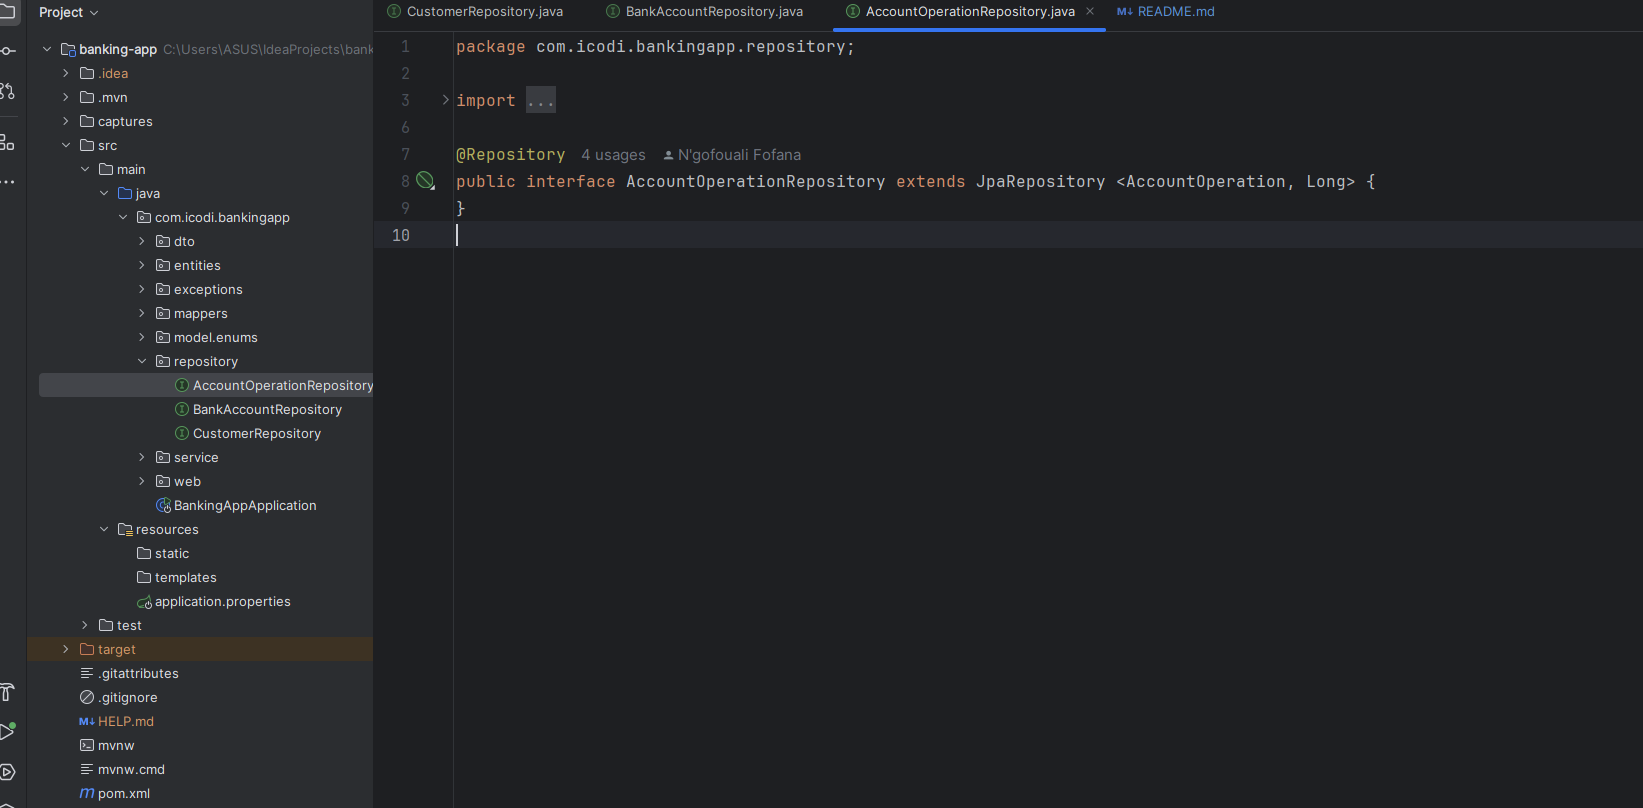 Project
banking-app C:\Users\ASUS\IdeaProjects\bank
.idea
.mvn
captures
src
main
java
com.icodi.bankingapp
dto
entities
exceptions
mappers
model.enums
repository
AccountOperationRepository
BankAccountRepository
CustomerRepository
service
web
BankingAppApplication
resources
static
templates
application.properties
test
target
.gitattributes
.gitignore
M↓ HELP.md
mvnw
mvnw.cmd
m pom.xml
CustomerRepository.java BankAccountRepository.java AccountOperationRepository.java M↓ README.md
1 package com.icodi.bankingapp.repository;
2
3 import ...
6
7 @Repository 4 usages N'gofouali Fofana
8 public interface AccountOperationRepository extends JpaRepository <AccountOperation, Long> {
9 }
10